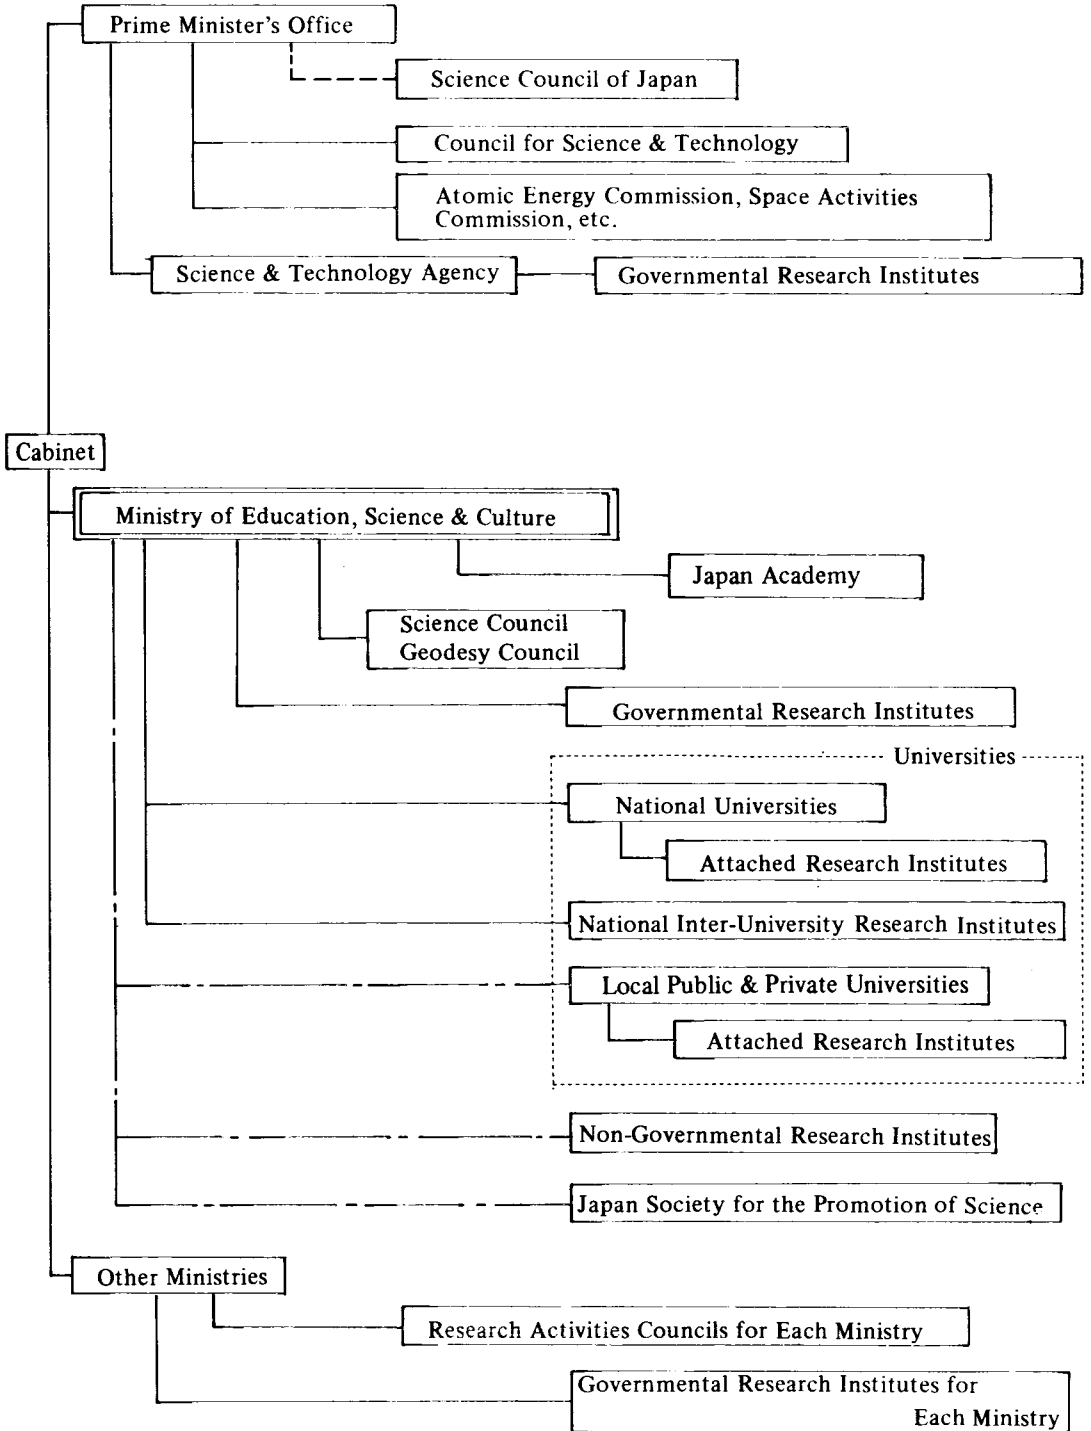 Prime Minister's Office
Science Council of Japan
Council for Science & Technology
Atomic Energy Commission, Space Activities
Commission, etc.
Science & Technology Agency
Governmental Research Institutes
Cabinet
Ministry of Education, Science & Culture
Japan Academy
Science Council
Geodesy Council
Governmental Research Institutes
Universities
National Universities
Attached Research Institutes
National Inter-University Research Institutes
Local Public & Private Universities
Attached Research Institutes
Non-Governmental Research Institutes
Japan Society for the Promotion of Science
Other Ministries
Research Activities Councils for Each Ministry
Governmental Research Institutes for
Each Ministry